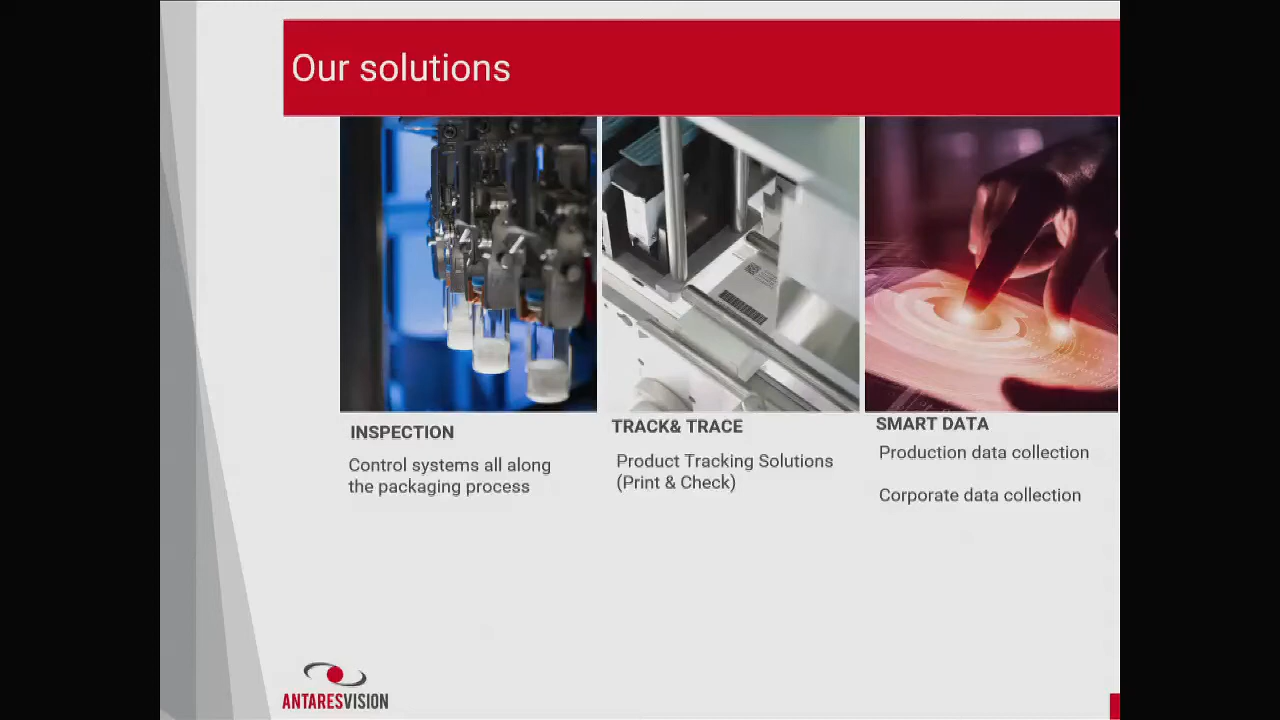 Our solutions
INSPECTION
Control systems all along
the packaging process
TRACK& TRACE
Product Tracking Solutions
(Print & Check)
SMART DATA
Production data collection
Corporate data collection
ANTARESVISION